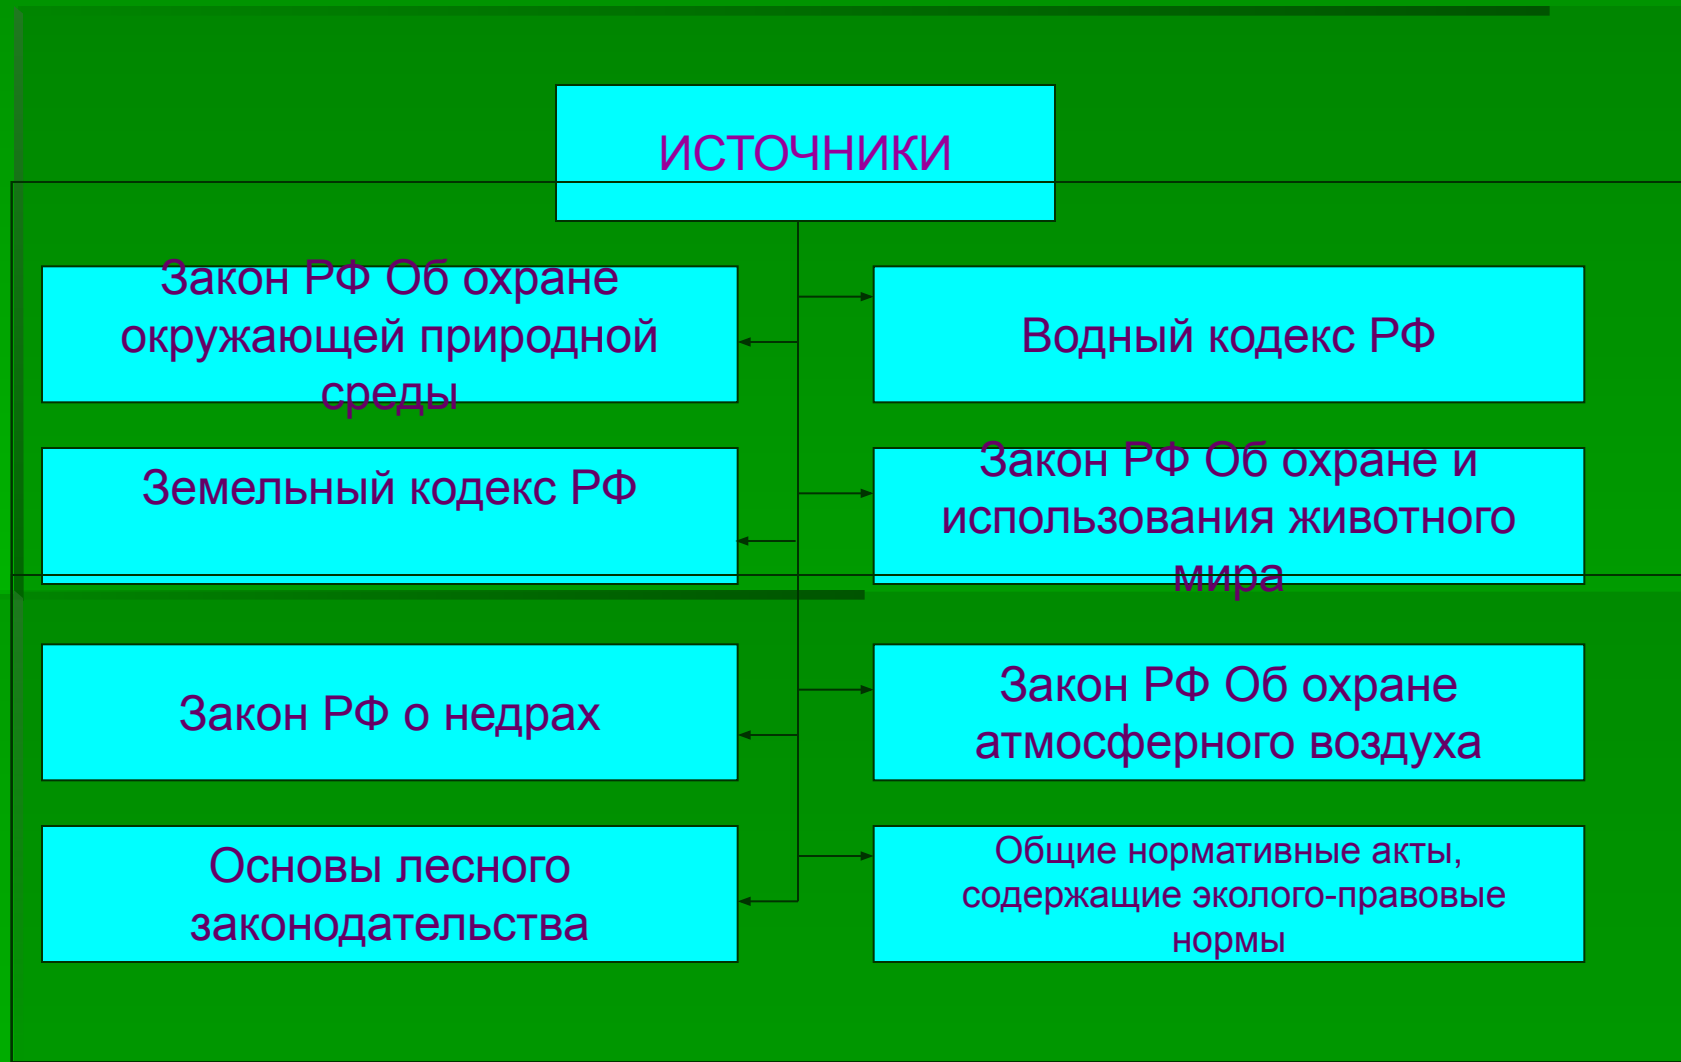 ИСТОЧНИКИ
Закон РФ Об охране
окружающей природной
среды
Водный кодекс РФ
Земельный кодекс РФ
Закон РФ Об охране и
использования животного
мира
Закон РФ о недрах
Закон РФ Об охране
атмосферного воздуха
Основы лесного
законодательства
Общие нормативные акты,
содержащие эколого-правовые
нормы